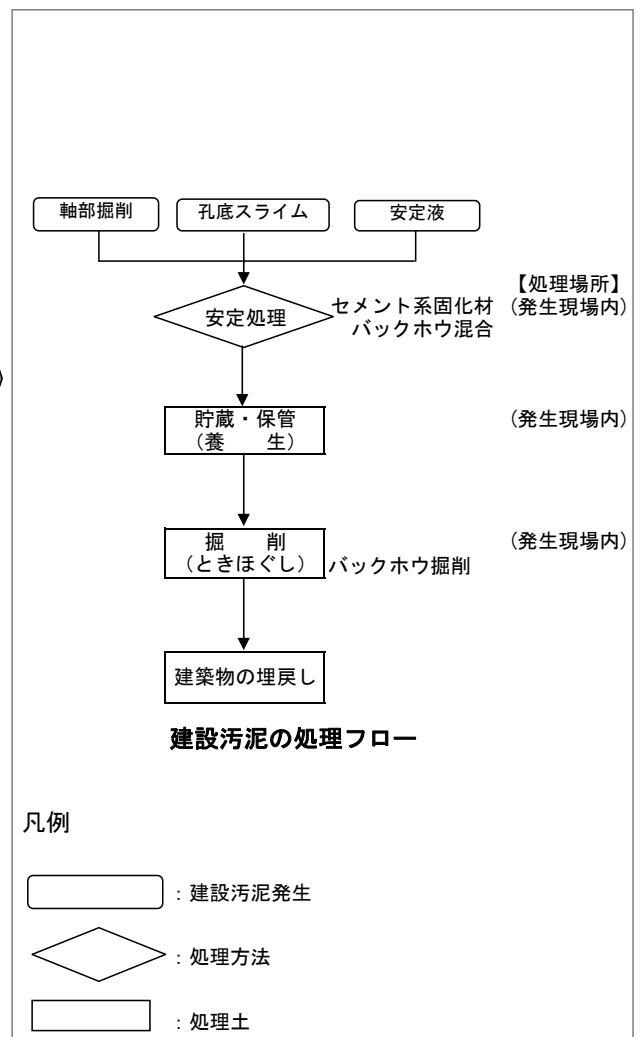 軸部掘削 孔底スライム 安定液
【処理場所】
安定処理 セメント系固化材 (発生現場内)
バックホウ混合
貯蔵・保管 (発生現場内)
(養　　生)
掘　　削 (発生現場内)
(ときほぐし) バックホウ掘削
建築物の埋戻し
建設汚泥の処理フロー
凡例
：建設汚泥発生
：処理方法
：処理土